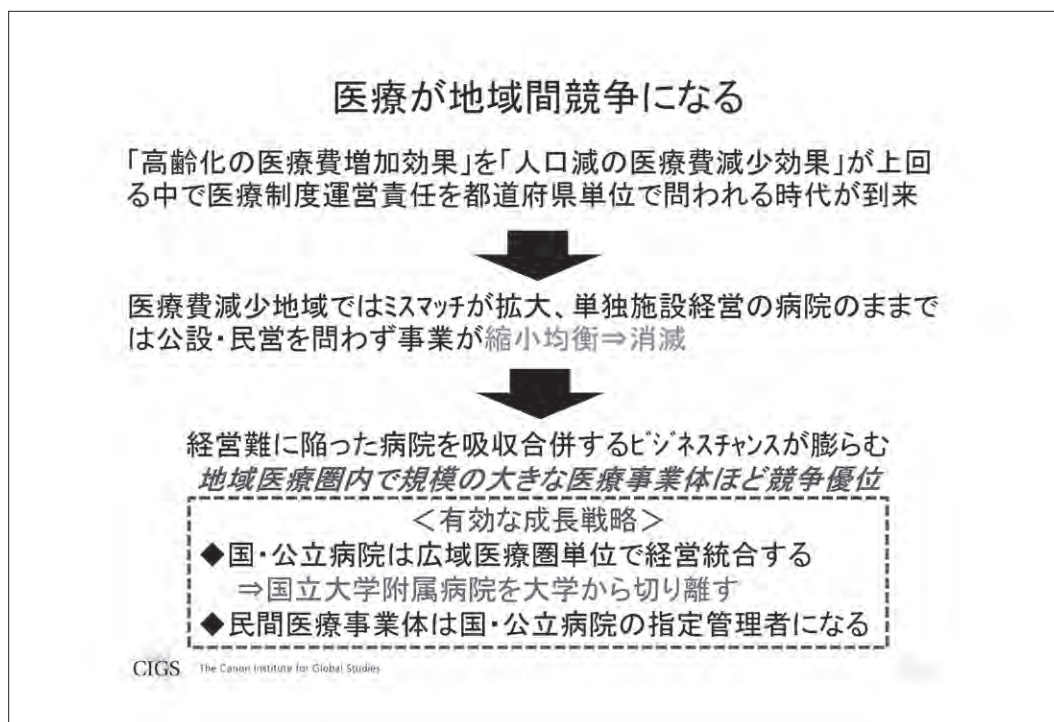 医療が地域間競争になる
「高齢化の医療費増加効果」を「人口減の医療費減少効果」が上回
る中で医療制度運営責任を都道府県単位で問われる時代が到来
医療費減少地域ではﾐｽﾏｯﾁが拡大、単独施設経営の病院のままで
は公設・民営を問わず事業が縮小均衡⇒消滅
経営難に陥った病院を吸収合併するﾋﾞｼﾞﾈｽﾁｬﾝｽが膨らむ
地域医療圏内で規模の大きな医療事業体ほど競争優位
＜有効な成長戦略＞
◆国・公立病院は広域医療圏単位で経営統合する
⇒国立大学附属病院を大学から切り離す
◆民間医療事業体は国・公立病院の指定管理者になる
CIGS The Canon Institute for Global Studies